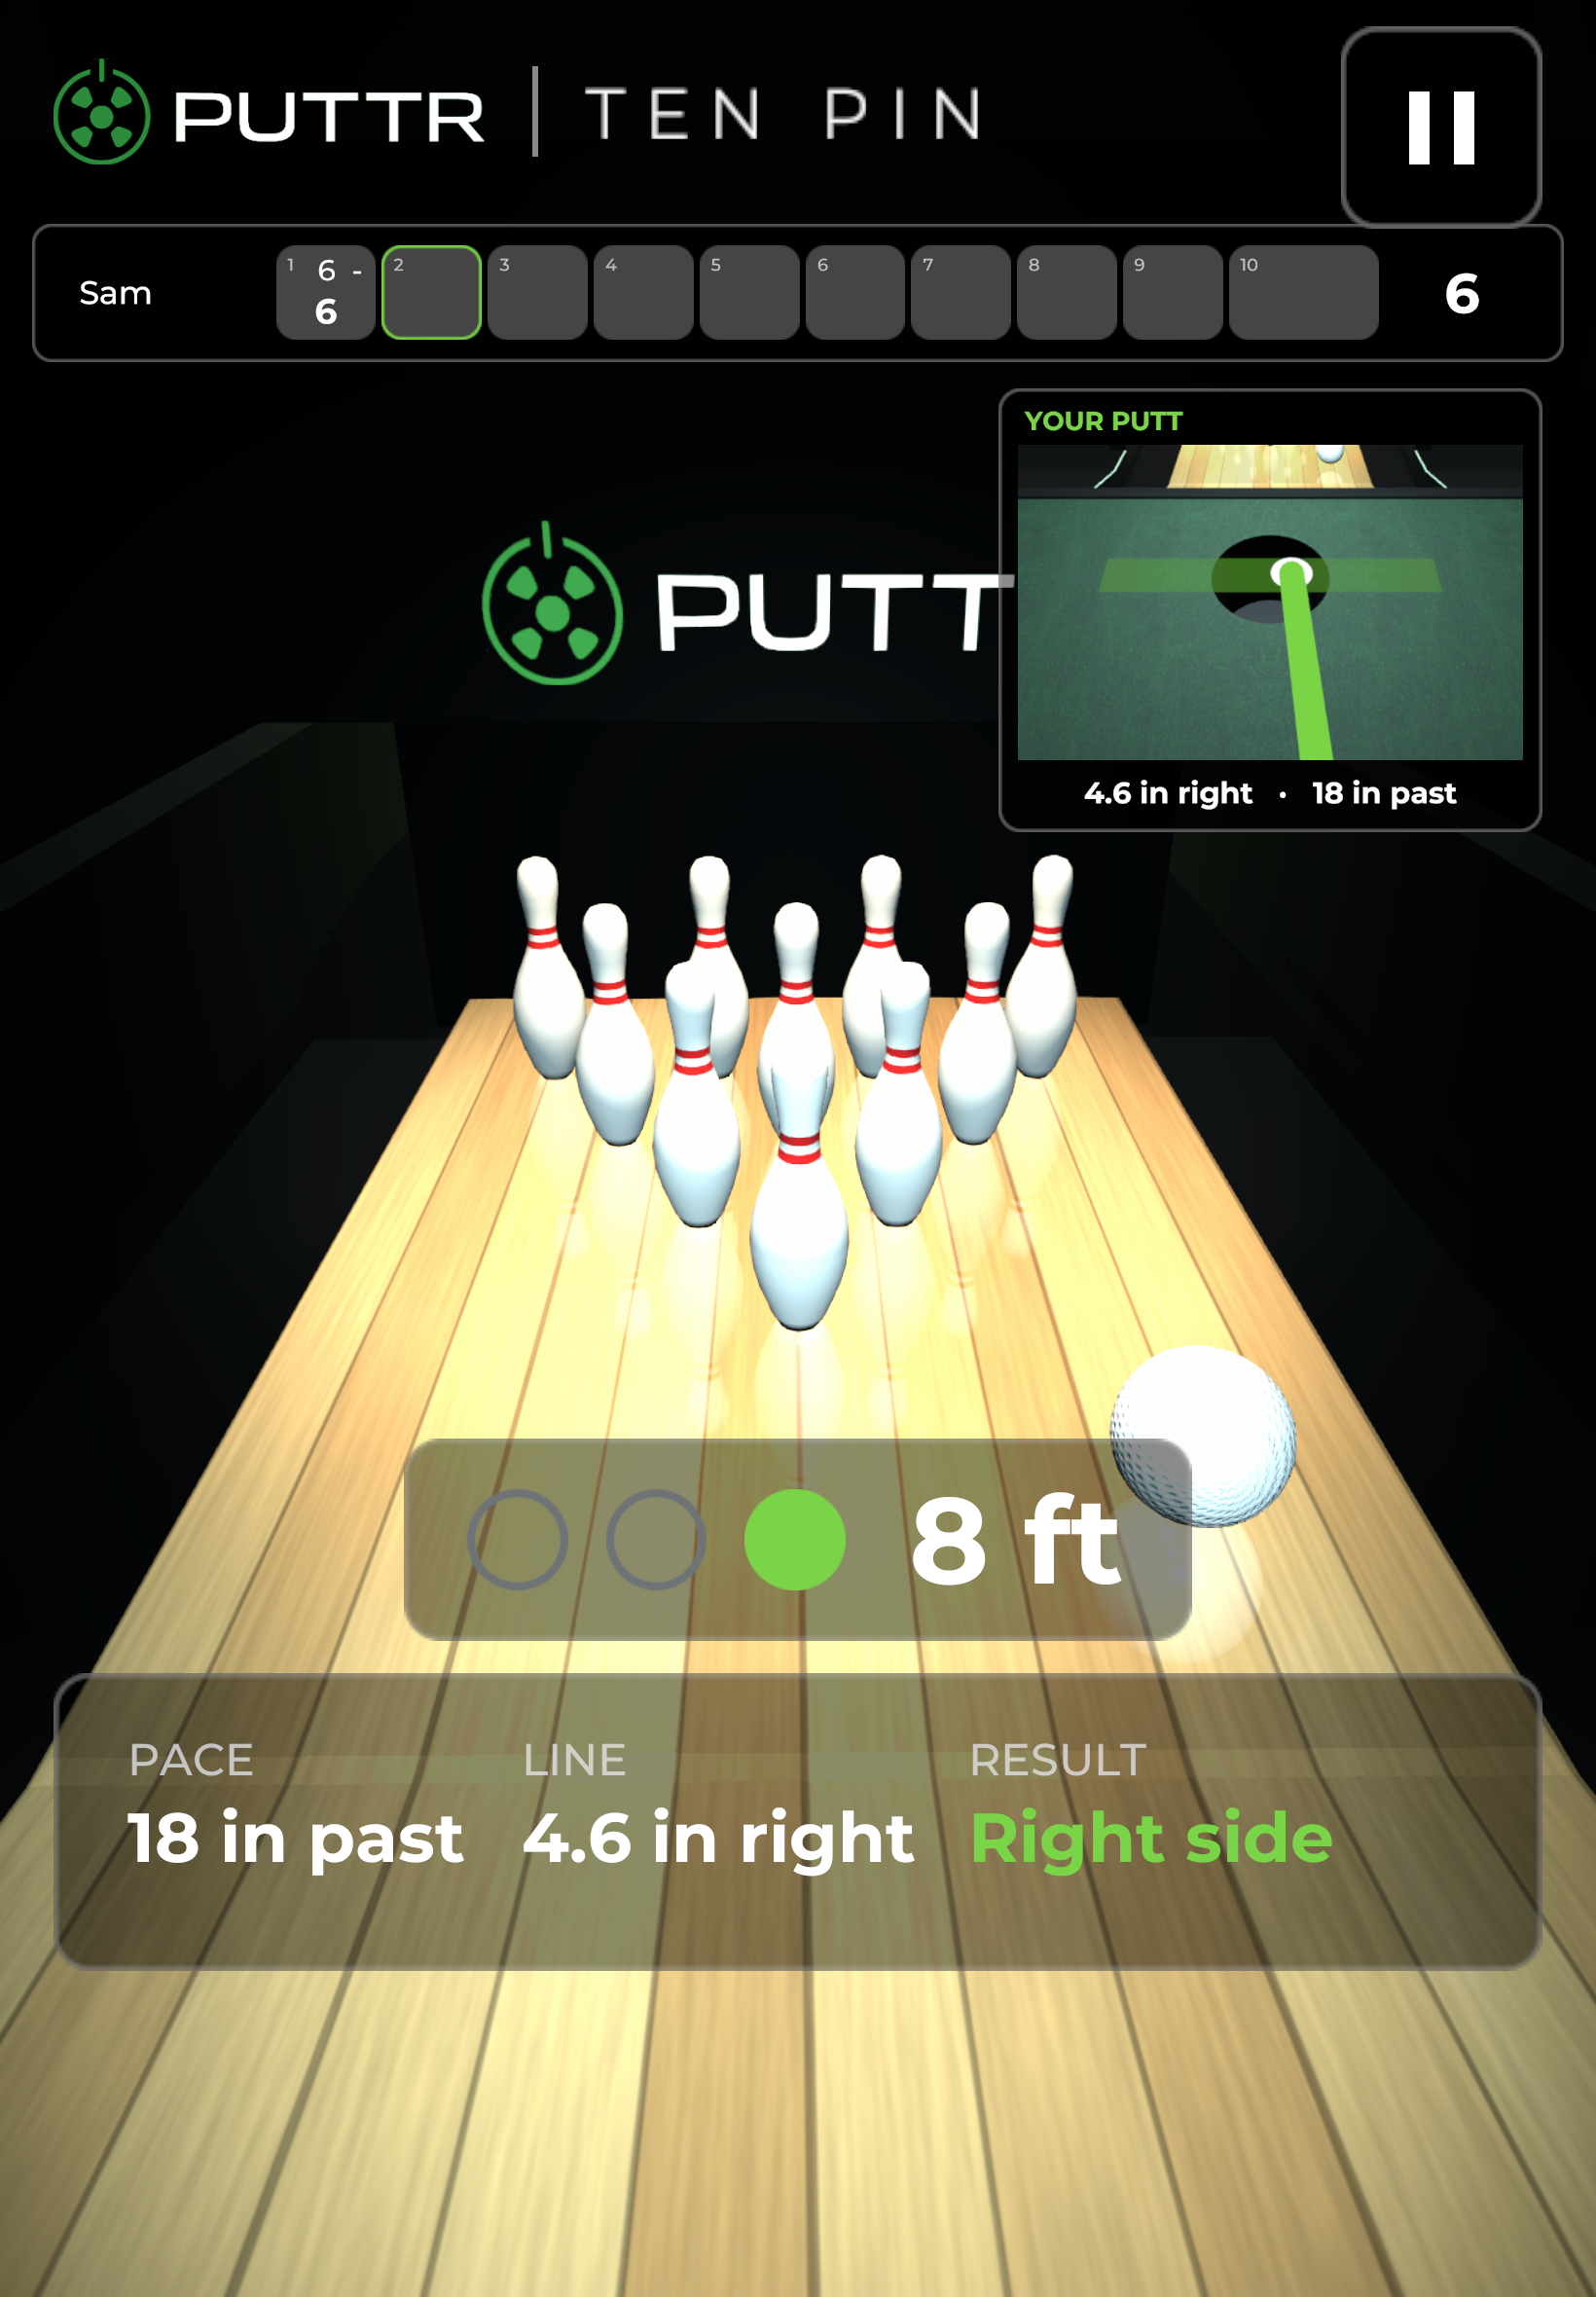 PUTTR | TEN PIN
Sam
1 6 -
6
2
3
4
5
6
7
8
9
10
6
YOUR PUTT
PUTT
4.6 in right · 18 in past
8 ft
PACE LINE RESULT
18 in past 4.6 in right Right side